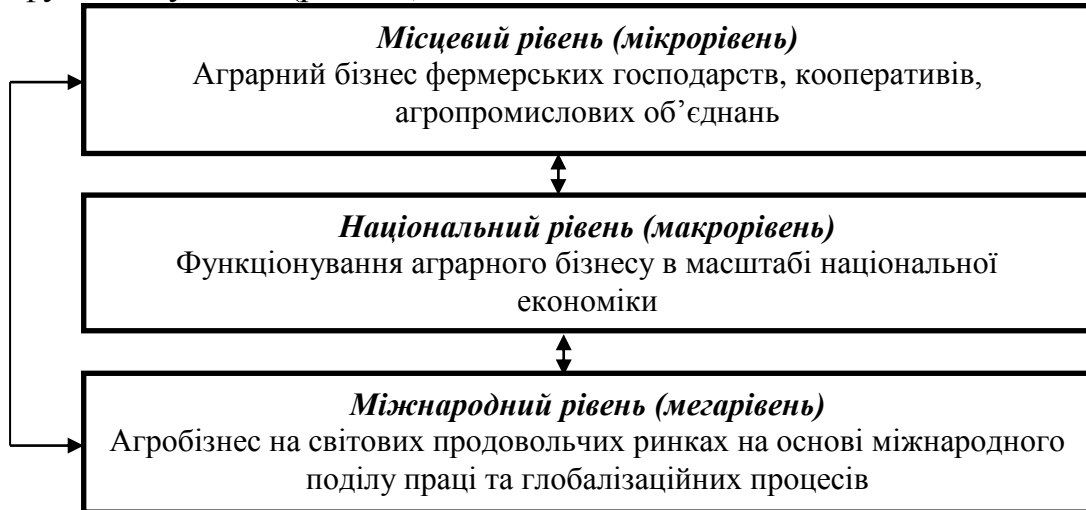 Місцевий рівень (мікрорівень)
Аграрний бізнес фермерських господарств, кооперативів,
агропромислових об’єднань
Національний рівень (макрорівень)
Функціонування аграрного бізнесу в масштабі національної
економіки
Міжнародний рівень (мегарівень)
Агробізнес на світових продовольчих ринках на основі міжнародного
поділу праці та глобалізаційних процесів